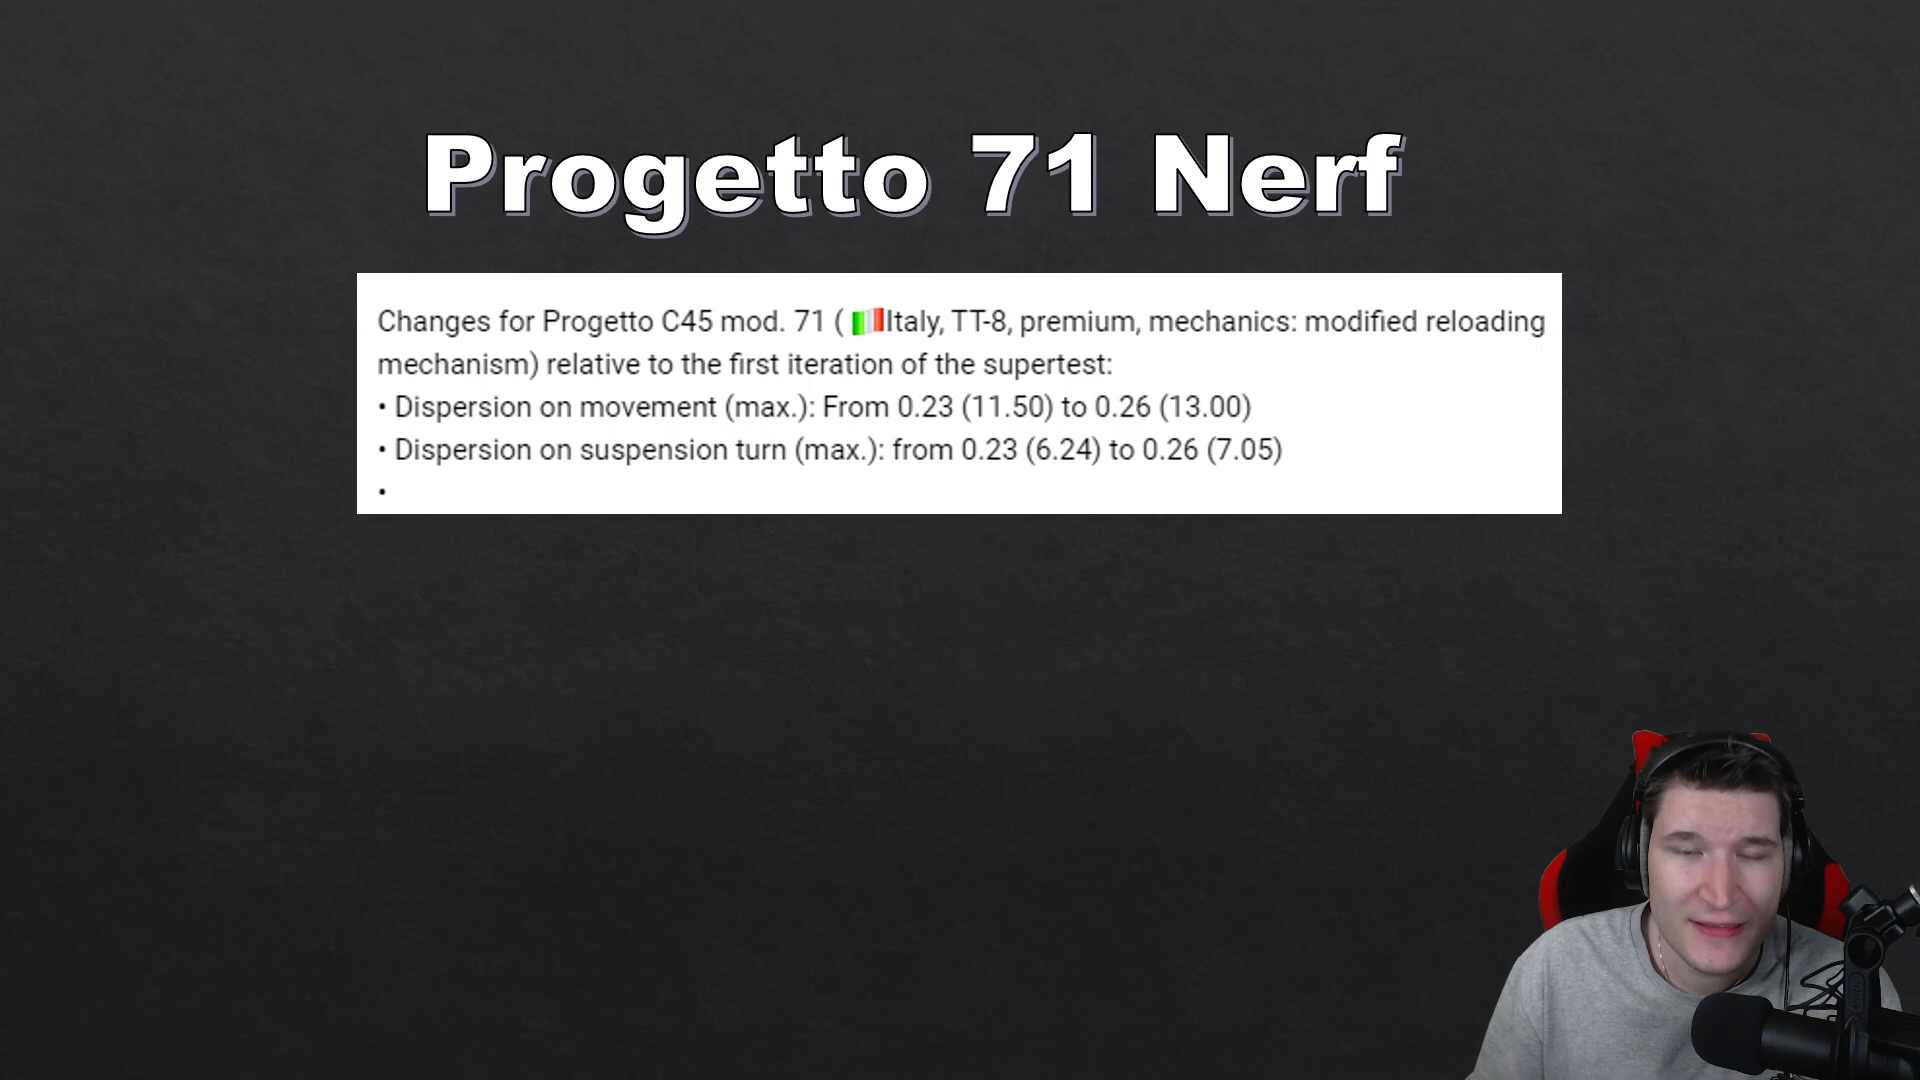 Progetto 71 Nerf
Changes for Progetto C45 mod. 71 ( Italy, TT-8, premium, mechanics: modified reloading
mechanism) relative to the first iteration of the supertest:
• Dispersion on movement (max.): From 0.23 (11.50) to 0.26 (13.00)
• Dispersion on suspension turn (max.): from 0.23 (6.24) to 0.26 (7.05)
•